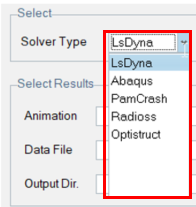 Select
Solver Type LsDyna
LsDyna
Abaqus
PamCrash
Radioss
Optistruct
Select Results
Animation
Data File
Output Dir.